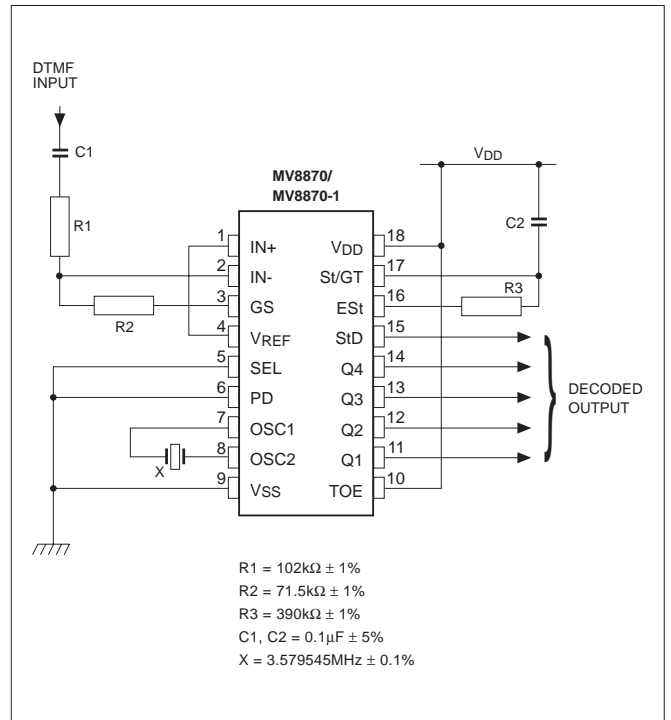 DTMF
INPUT
C1
R1
R2
MV8870/
MV8870-1
VDD
C2
R3
1 IN+
2 IN-
3 GS
4 VREF
5 SEL
6 PD
7 OSC1
8 OSC2
9 VSS
X
VDD 18
St/GT 17
ESt 16
StD 15
Q4 14
Q3 13
Q2 12
Q1 11
TOE 10
DECODED
OUTPUT
R1 = 102kΩ ± 1%
R2 = 71.5kΩ ± 1%
R3 = 390kΩ ± 1%
C1, C2 = 0.1µF ± 5%
X = 3.579545MHz ± 0.1%